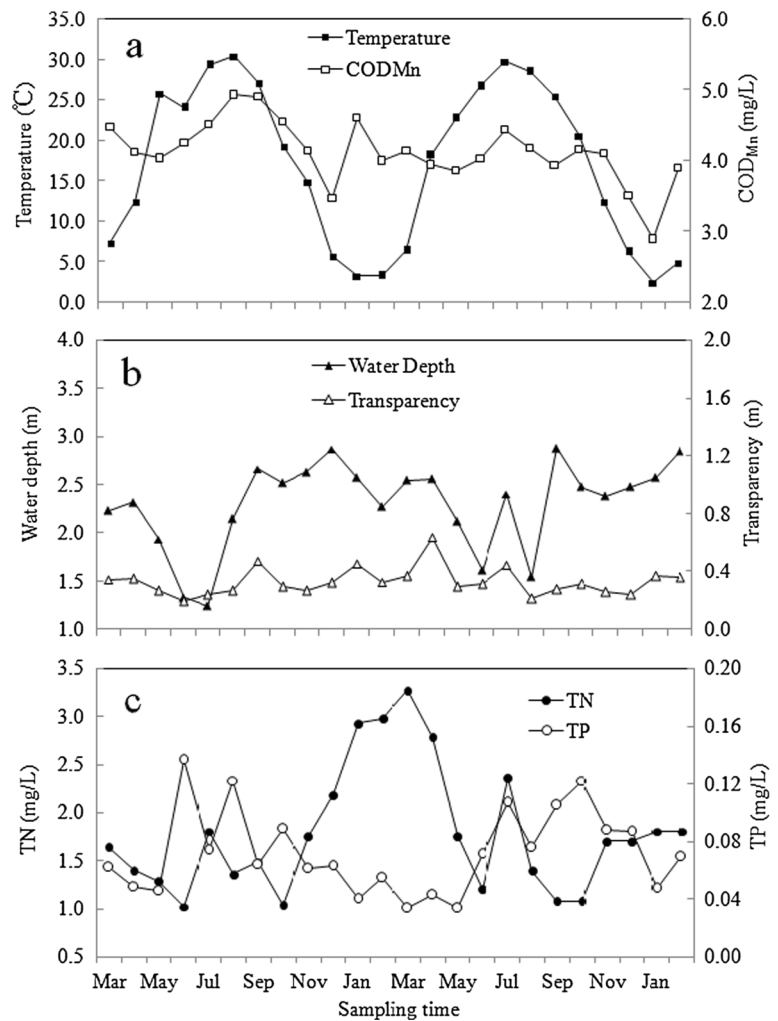 a
Temperature
CODMn
35.0
30.0
25.0
20.0
15.0
10.0
5.0
0.0
Temperature (℃)
6.0
5.0
4.0
3.0
2.0
COD_Mn (mg/L)
b
Water Depth
Transparency
4.0
3.5
3.0
2.5
2.0
1.5
1.0
Water depth (m)
2.0
1.6
1.2
0.8
0.4
0.0
Transparency (m)
c
TN
TP
3.5
3.0
2.5
2.0
1.5
1.0
0.5
TN (mg/L)
0.20
0.16
0.12
0.08
0.04
0.00
TP (mg/L)
Mar May Jul Sep Nov Jan Mar May Jul Sep Nov Jan
Sampling time